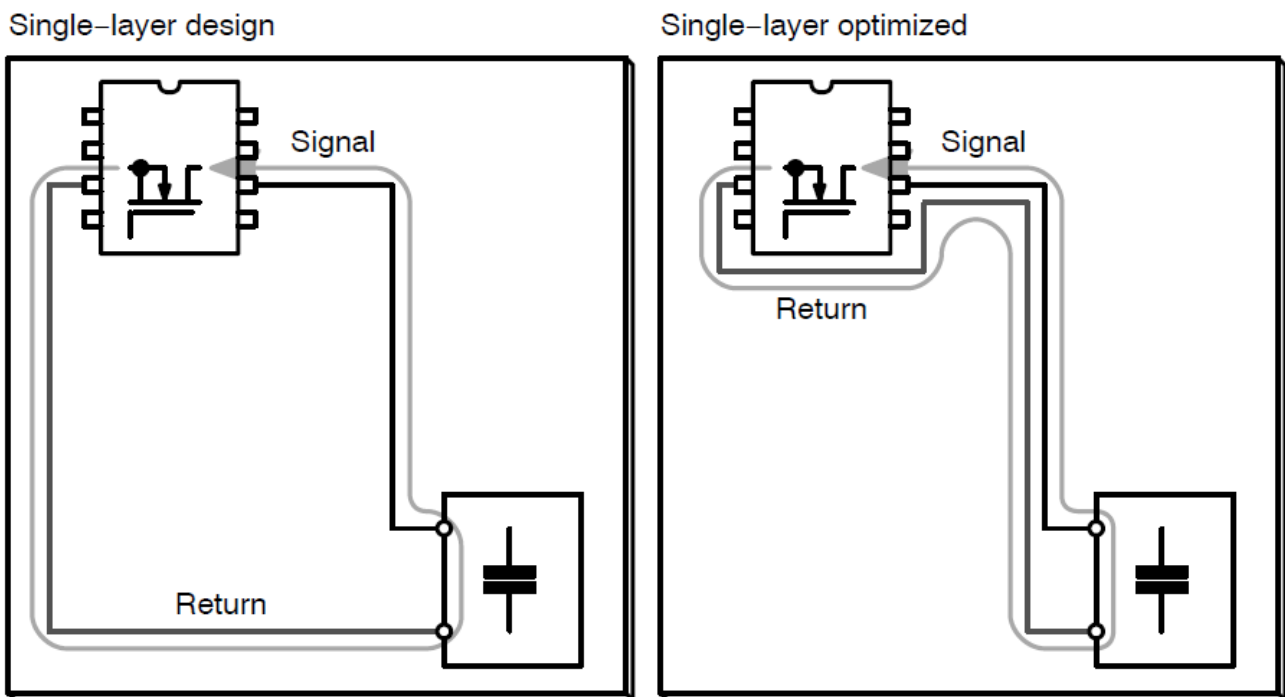 Single−layer design
Single−layer optimized
Signal
Signal
Return
Return